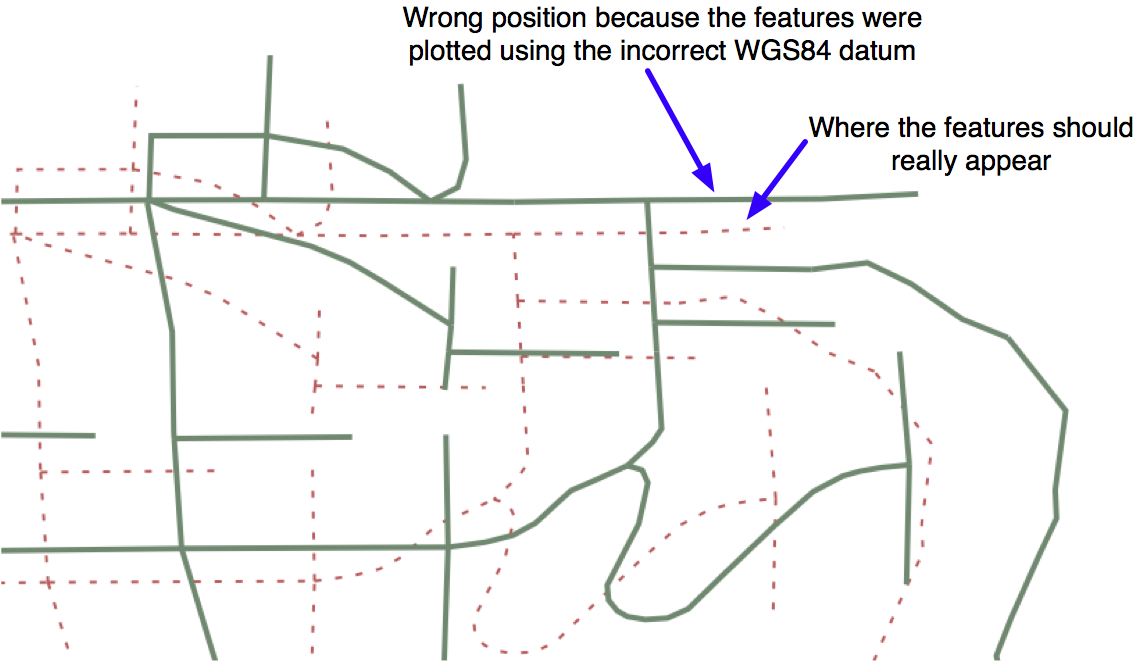 Wrong position because the features were
plotted using the incorrect WGS84 datum
Where the features should
really appear